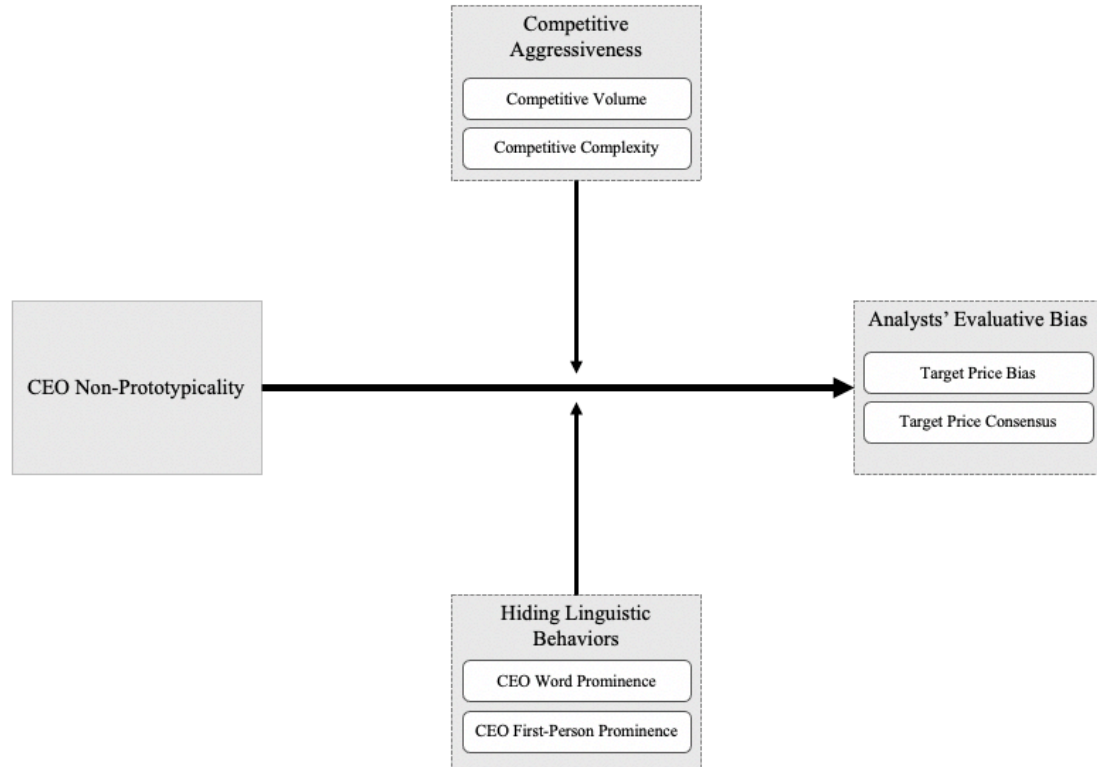 Competitive
Aggressiveness
Competitive Volume
Competitive Complexity
CEO Non-Prototypicality
Analysts’ Evaluative Bias
Target Price Bias
Target Price Consensus
Hiding Linguistic
Behaviors
CEO Word Prominence
CEO First-Person Prominence